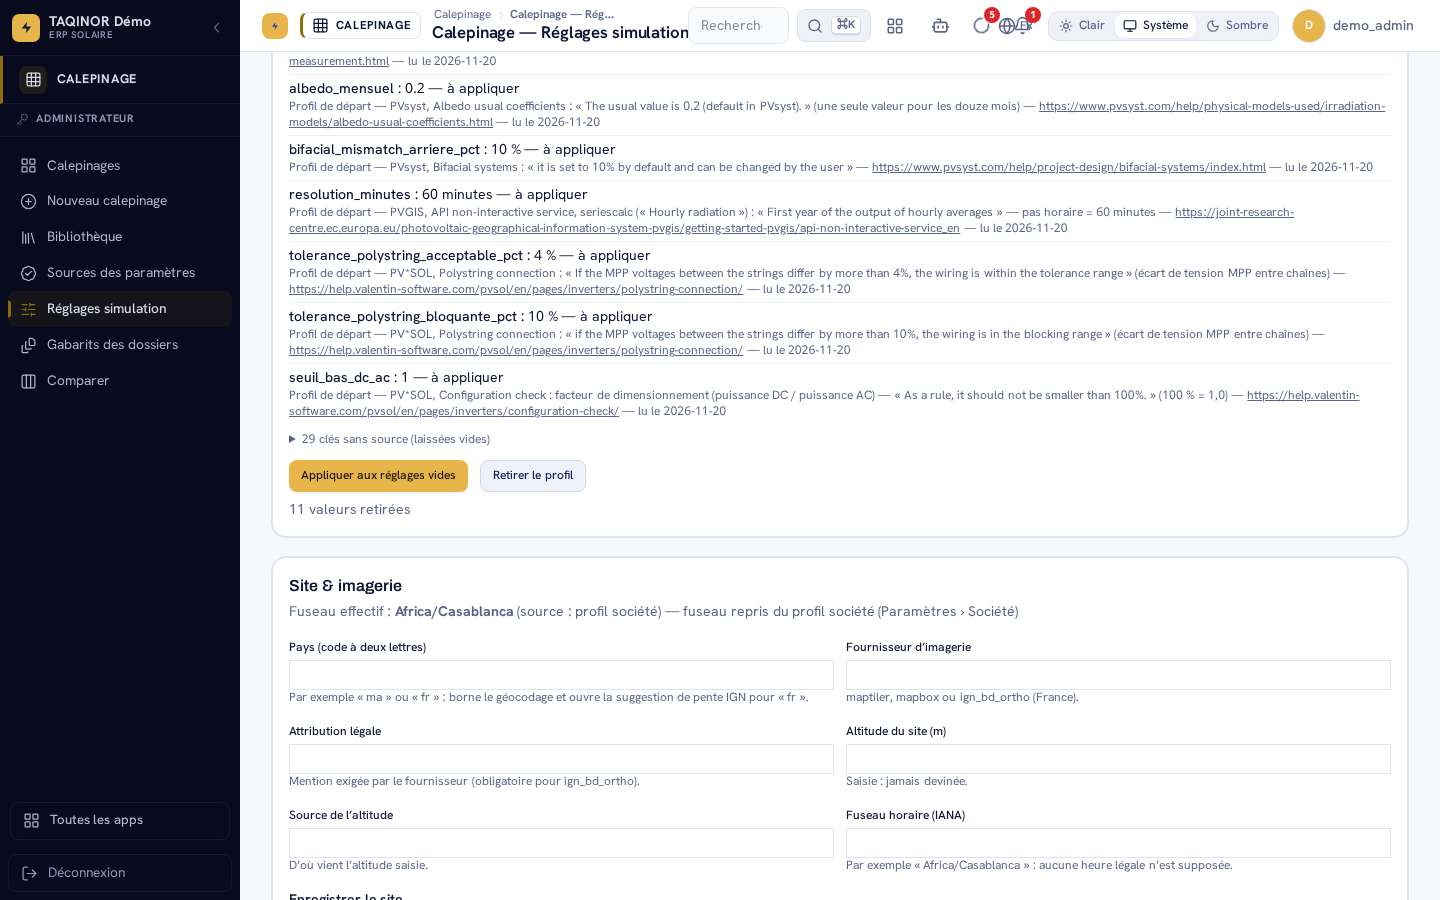 TAQINOR Démo
ERP SOLAIRE
CALEPINAGE
ADMINISTRATEUR
Calepinages
Nouveau calepinage
Bibliothèque
Sources des paramètres
Réglages simulation
Gabarits des dossiers
Comparer
Toutes les apps
Déconnexion
CALEPINAGE
Calepinage
Calepinage — Rég...
Calepinage — Réglages simulation
Recherch
⌘K
5
1
Clair
Système
Sombre
D
demo_admin
measurement.html — lu le 2026-11-20
albedo_mensuel : 0.2 — à appliquer
Profil de départ — PVsyst, Albedo usual coefficients : « The usual value is 0.2 (default in PVsyst). » (une seule valeur pour les douze mois) — https://www.pvsyst.com/help/physical-models-used/irradiation-
models/albedo-usual-coefficients.html — lu le 2026-11-20
bifacial_mismatch_arriere_pct : 10 % — à appliquer
Profil de départ — PVsyst, Bifacial systems : « it is set to 10% by default and can be changed by the user » — https://www.pvsyst.com/help/project-design/bifacial-systems/index.html — lu le 2026-11-20
resolution_minutes : 60 minutes — à appliquer
Profil de départ — PVGIS, API non-interactive service, seriescalc (« Hourly radiation ») : « First year of the output of hourly averages » — pas horaire = 60 minutes — https://joint-research-
centre.ec.europa.eu/photovoltaic-geographical-information-system-pvgis/getting-started-pvgis/api-non-interactive-service_en — lu le 2026-11-20
tolerance_polystring_acceptable_pct : 4 % — à appliquer
Profil de départ — PV*SOL, Polystring connection : « If the MPP voltages between the strings differ by more than 4%, the wiring is within the tolerance range » (écart de tension MPP entre chaînes) —
https://help.valentin-software.com/pvsol/en/pages/inverters/polystring-connection/ — lu le 2026-11-20
tolerance_polystring_bloquante_pct : 10 % — à appliquer
Profil de départ — PV*SOL, Polystring connection : « if the MPP voltages between the strings differ by more than 10%, the wiring is in the blocking range » (écart de tension MPP entre chaînes) —
https://help.valentin-software.com/pvsol/en/pages/inverters/polystring-connection/ — lu le 2026-11-20
seuil_bas_dc_ac : 1 — à appliquer
Profil de départ — PV*SOL, Configuration check : facteur de dimensionnement (puissance DC / puissance AC) — « As a rule, it should not be smaller than 100%. » (100 % = 1,0) — https://help.valentin-
software.com/pvsol/en/pages/inverters/configuration-check/ — lu le 2026-11-20
29 clés sans source (laissées vides)
Appliquer aux réglages vides
Retirer le profil
11 valeurs retirées
Site & imagerie
Fuseau effectif : Africa/Casablanca (source : profil société) — fuseau repris du profil société (Paramètres › Société)
Pays (code à deux lettres)
Fournisseur d’imagerie
Par exemple « ma » ou « fr » : borne le géocodage et ouvre la suggestion de pente IGN pour « fr ».
maptiler, mapbox ou ign_bd_ortho (France).
Attribution légale
Altitude du site (m)
Mention exigée par le fournisseur (obligatoire pour ign_bd_ortho).
Saisie : jamais devinée.
Source de l’altitude
Fuseau horaire (IANA)
D’où vient l’altitude saisie.
Par exemple « Africa/Casablanca » : aucune heure légale n’est supposée.
Enregistrer le site